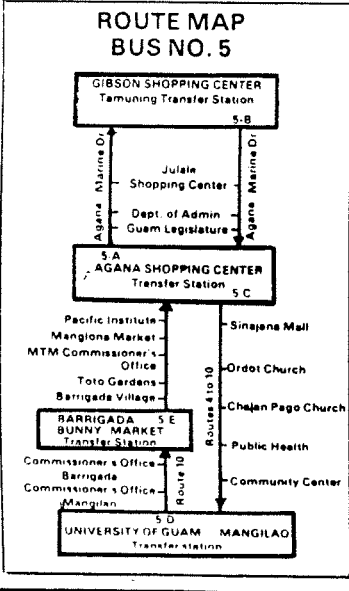 ROUTE MAP
BUS NO. 5
GIBSON SHOPPING CENTER
Tamuning Transfer Station
5-B
Agana Marine Dr
Agana Marine Dr
Julale
Shopping Center
Dept. of Admin
Guam Legislature
5-A
AGANA SHOPPING CENTER
Transfer Station
5 C
Pacific Institute
Manglona Market
MTM Commissioner's
Office
Toto Gardens
Barrigada Village
Sinajana Mall
Ordot Church
Chalan Pago Church
Public Health
Community Center
Routes 4 to 10
BARRIGADA 5 E
BUNNY MARKET
Transfer Station
Commissioner s Office
Barrigada
Commissioner s Office
Mangilao
Route 10
5 D
UNIVERSITY OF GUAM MANGILAO
Transfer station